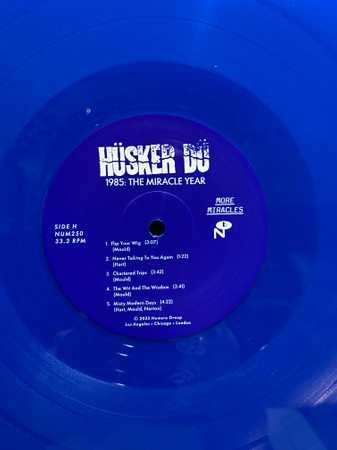 HÜSKER DÜ
1985: THE MIRACLE YEAR
MORE
MIRACLES
SIDE H
NUM250
33.3 RPM
N
1. Flip Your Wig (3:07)
(Mould)
2. Never Talking To You Again (1:22)
(Hart)
3. Chartered Trips (3:42)
(Mould)
4. The Wit And The Wisdom (3:41)
(Mould)
5. Misty Modern Days (4:22)
(Hart, Mould, Norton)
Numero Group
Los Angeles • Chicago • London